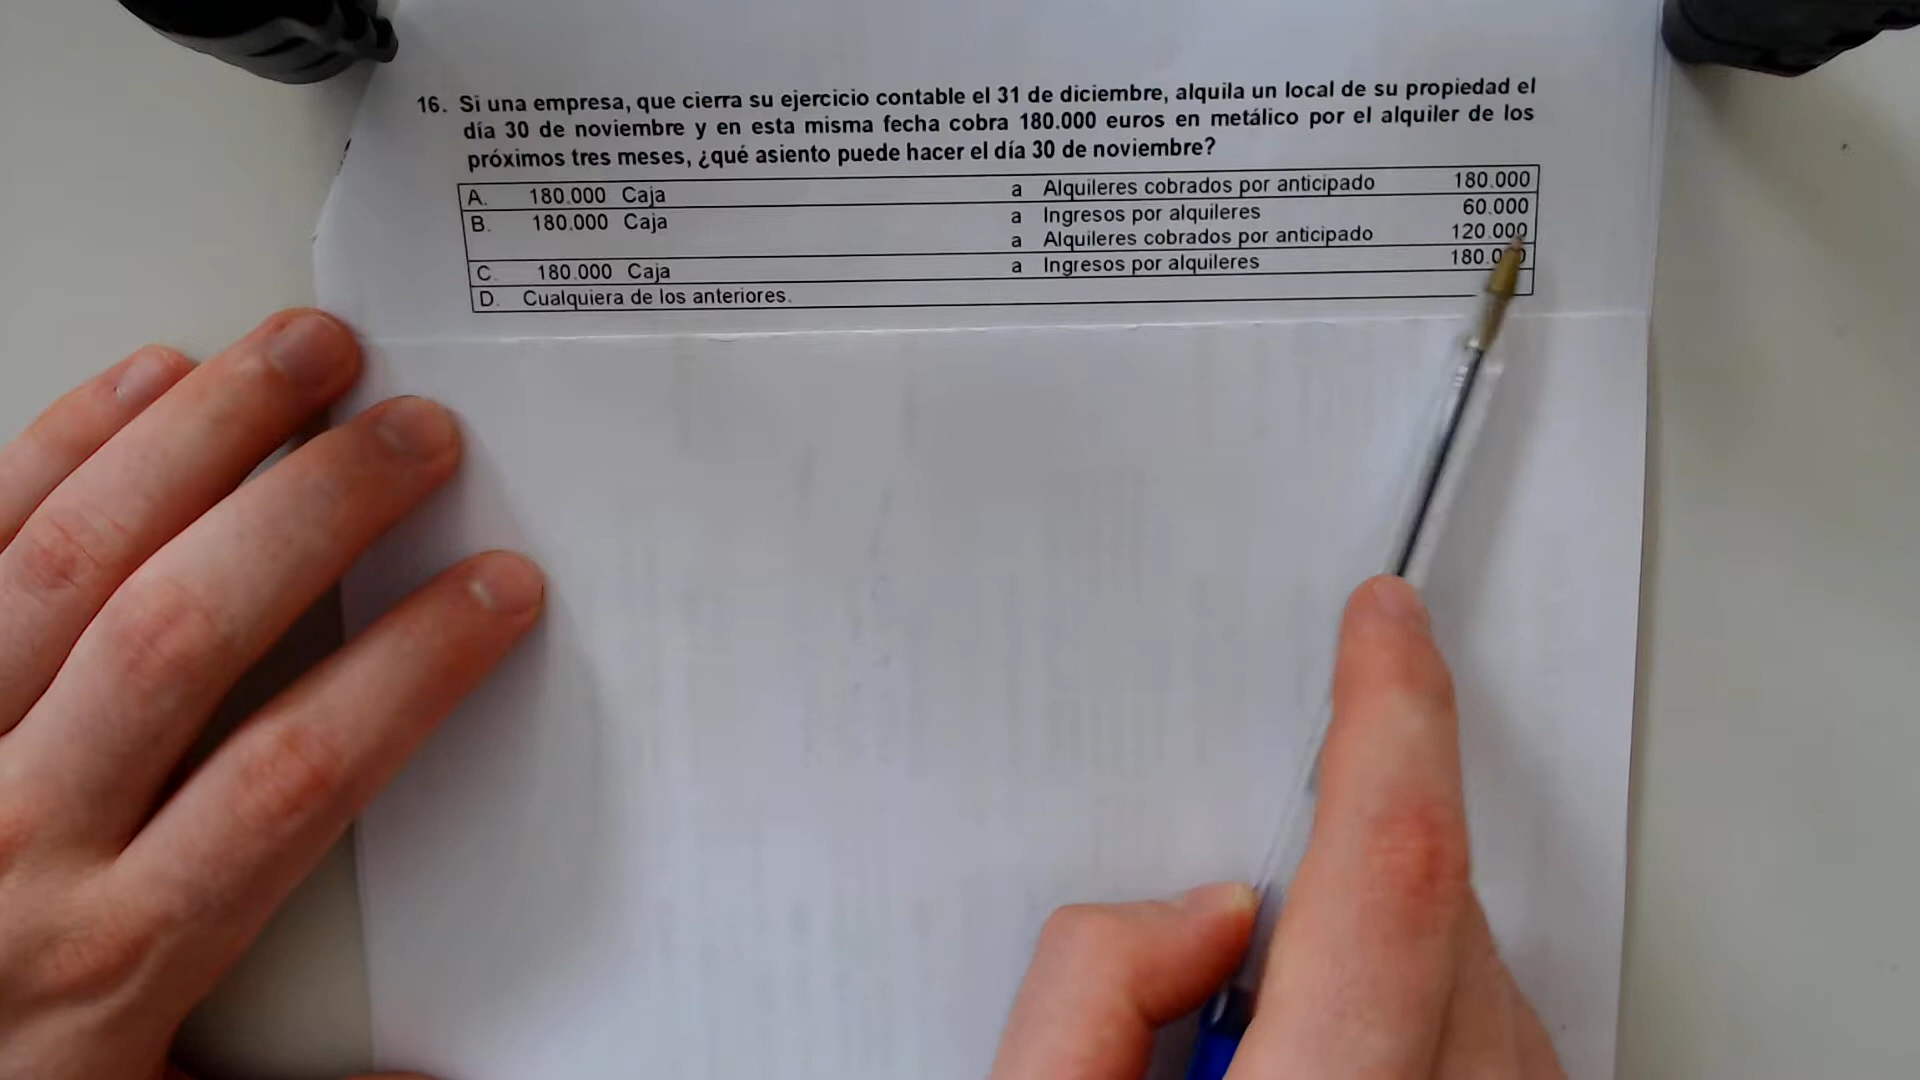 16. Si una empresa, que cierra su ejercicio contable el 31 de diciembre, alquila un local de su propiedad el
día 30 de noviembre y en esta misma fecha cobra 180.000 euros en metálico por el alquiler de los
próximos tres meses, ¿qué asiento puede hacer el día 30 de noviembre?
A. 180.000 Caja a Alquileres cobrados por anticipado 180.000
B. 180.000 Caja a Ingresos por alquileres 60.000
a Alquileres cobrados por anticipado 120.000
C. 180.000 Caja a Ingresos por alquileres 180.000
D. Cualquiera de los anteriores.